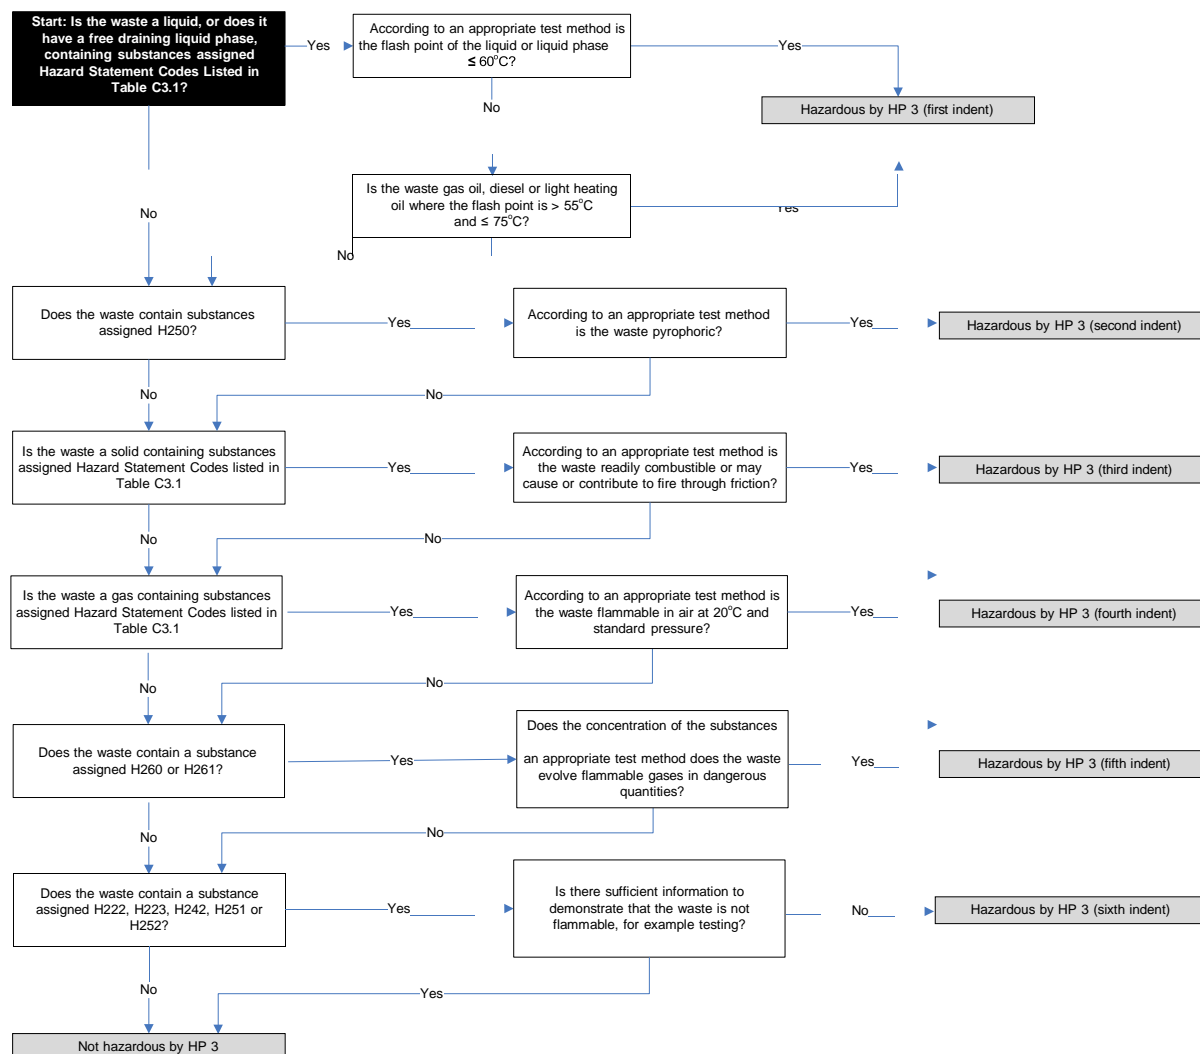 Start: Is the waste a liquid, or does it
have a free draining liquid phase,
containing substances assigned
Hazard Statement Codes Listed in
Table C3.1?
Yes
According to an appropriate test method is
the flash point of the liquid or liquid phase
≤ 60°C?
Yes
No
Hazardous by HP 3 (first indent)
Is the waste gas oil, diesel or light heating
oil where the flash point is > 55°C
and ≤ 75°C?
Yes
No
No
Does the waste contain substances
assigned H250?
Yes
According to an appropriate test method
is the waste pyrophoric?
Yes
Hazardous by HP 3 (second indent)
No
No
Is the waste a solid containing substances
assigned Hazard Statement Codes listed in
Table C3.1
Yes
According to an appropriate test method is
the waste readily combustible or may
cause or contribute to fire through friction?
Yes
Hazardous by HP 3 (third indent)
No
No
Is the waste a gas containing substances
assigned Hazard Statement Codes listed in
Table C3.1
Yes
According to an appropriate test method is
the waste flammable in air at 20°C and
standard pressure?
Yes
Hazardous by HP 3 (fourth indent)
No
No
Does the waste contain a substance
assigned H260 or H261?
Yes
Does the concentration of the substances
an appropriate test method does the waste
evolve flammable gases in dangerous
quantities?
Yes
Hazardous by HP 3 (fifth indent)
No
No
Does the waste contain a substance
assigned H222, H223, H242, H251 or
H252?
Yes
Is there sufficient information to
demonstrate that the waste is not
flammable, for example testing?
No
Hazardous by HP 3 (sixth indent)
No
Yes
Not hazardous by HP 3